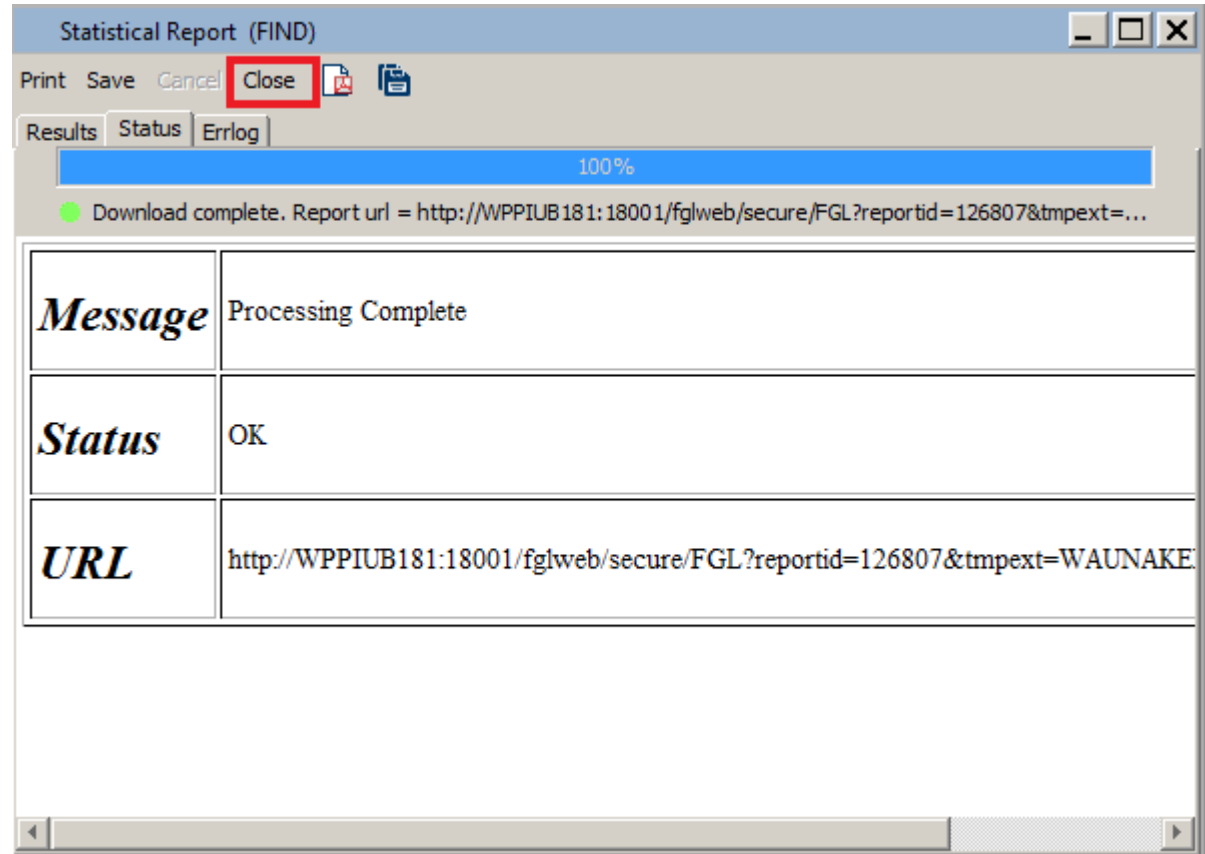 Statistical Report (FIND)
Print Save Cancel Close
Results Status Errlog
100%
Download complete. Report url = http://WPPIUB181:18001/fglweb/secure/FGL?reportid=126807&tmpext=...
Message Processing Complete
Status OK
URL http://WPPIUB181:18001/fglweb/secure/FGL?reportid=126807&tmpext=WAUNAKE